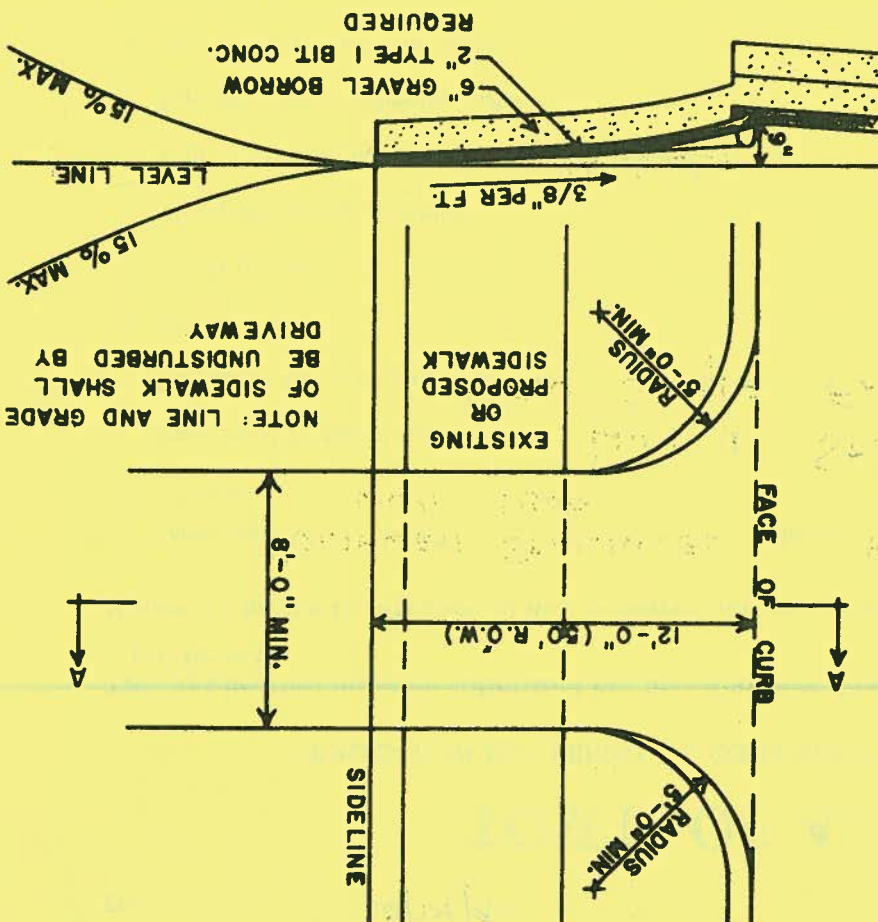 RADIUS
5'-0" MIN.
SIDELINE
A
A
12'-0" (50' R.O.W.)
8'-0" MIN.
FACE OF CURB
EXISTING
OR
PROPOSED
SIDEWALK
NOTE: LINE AND GRADE
OF SIDEWALK SHALL
BE UNDISTURBED BY
DRIVEWAY
RADIUS
5'-0" MIN.
15% MAX.
3/8" PER FT.
LEVEL LINE
15% MAX.
6" GRAVEL BORROW
2" TYPE I BIT. CONC.
REQUIRED